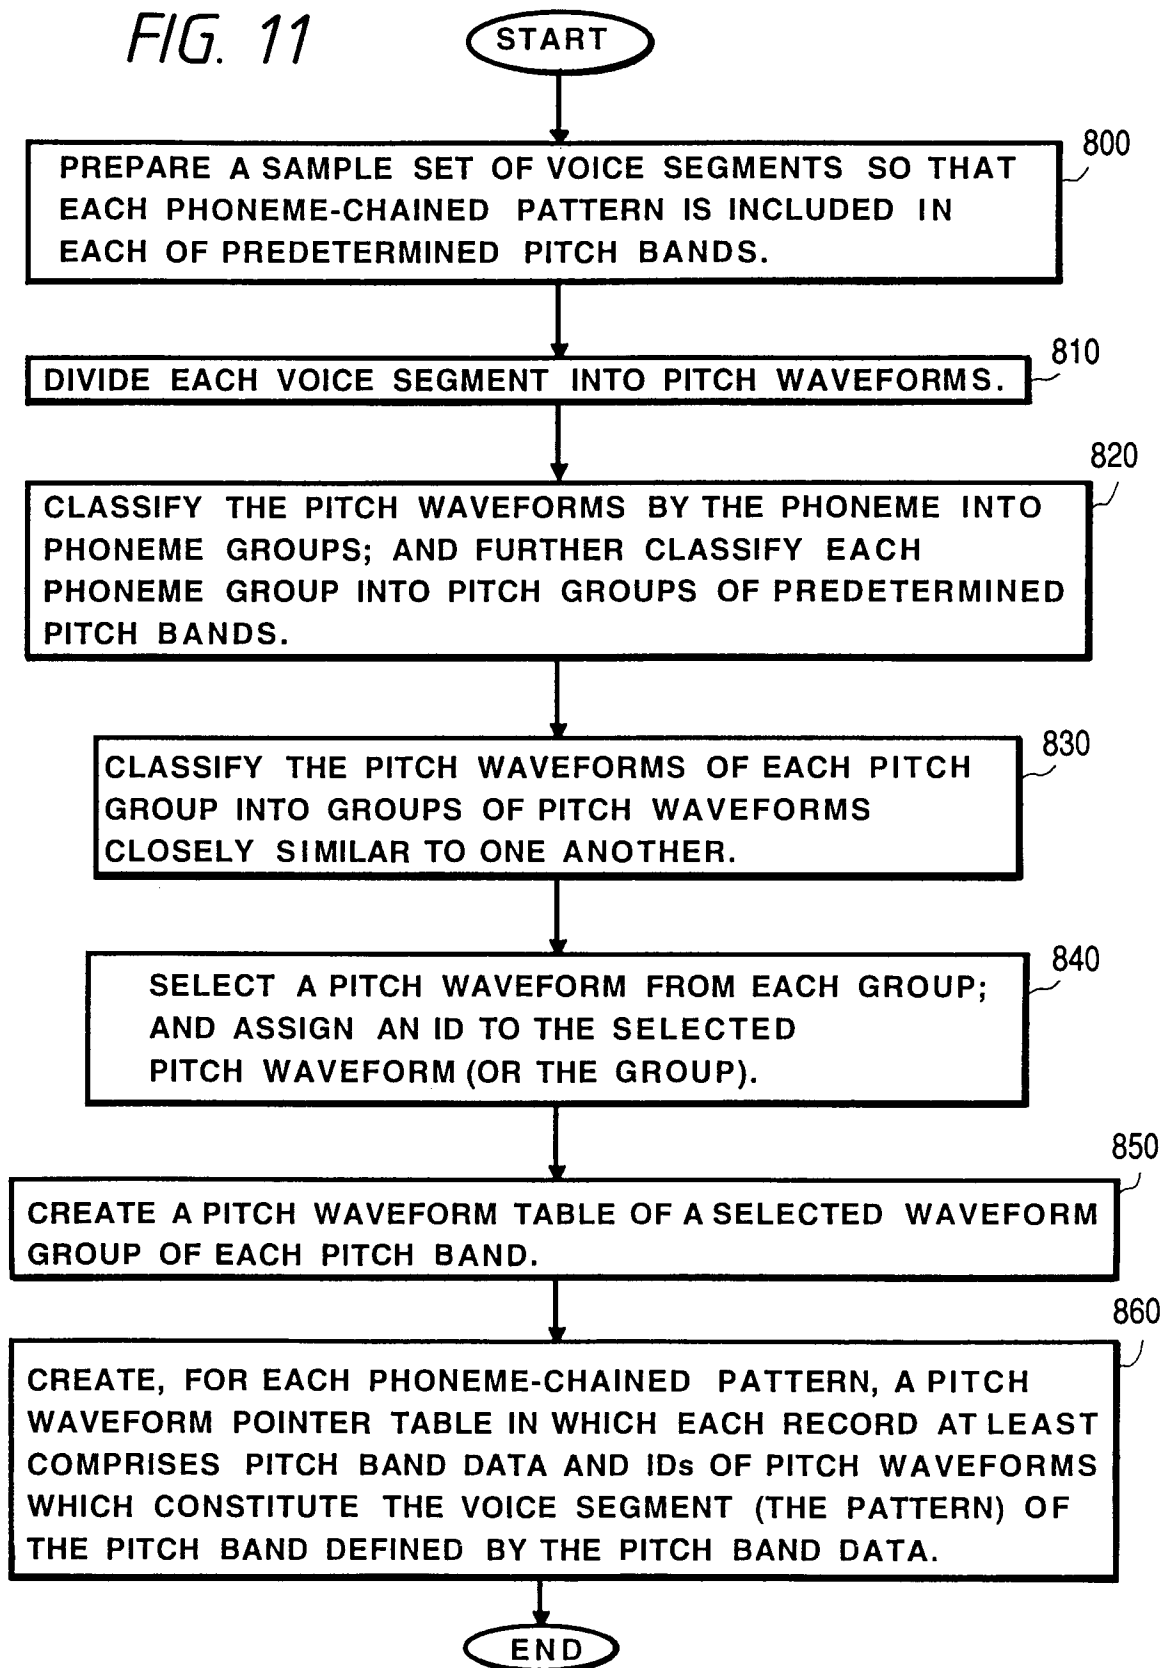 FIG. 11
START
800
PREPARE A SAMPLE SET OF VOICE SEGMENTS SO THAT
EACH PHONEME-CHAINED PATTERN IS INCLUDED IN
EACH OF PREDETERMINED PITCH BANDS.
810
DIVIDE EACH VOICE SEGMENT INTO PITCH WAVEFORMS.
820
CLASSIFY THE PITCH WAVEFORMS BY THE PHONEME INTO
PHONEME GROUPS; AND FURTHER CLASSIFY EACH
PHONEME GROUP INTO PITCH GROUPS OF PREDETERMINED
PITCH BANDS.
830
CLASSIFY THE PITCH WAVEFORMS OF EACH PITCH
GROUP INTO GROUPS OF PITCH WAVEFORMS
CLOSELY SIMILAR TO ONE ANOTHER.
840
SELECT A PITCH WAVEFORM FROM EACH GROUP;
AND ASSIGN AN ID TO THE SELECTED
PITCH WAVEFORM (OR THE GROUP).
850
CREATE A PITCH WAVEFORM TABLE OF A SELECTED WAVEFORM
GROUP OF EACH PITCH BAND.
860
CREATE, FOR EACH PHONEME-CHAINED PATTERN, A PITCH
WAVEFORM POINTER TABLE IN WHICH EACH RECORD AT LEAST
COMPRISES PITCH BAND DATA AND IDs OF PITCH WAVEFORMS
WHICH CONSTITUTE THE VOICE SEGMENT (THE PATTERN) OF
THE PITCH BAND DEFINED BY THE PITCH BAND DATA.
END